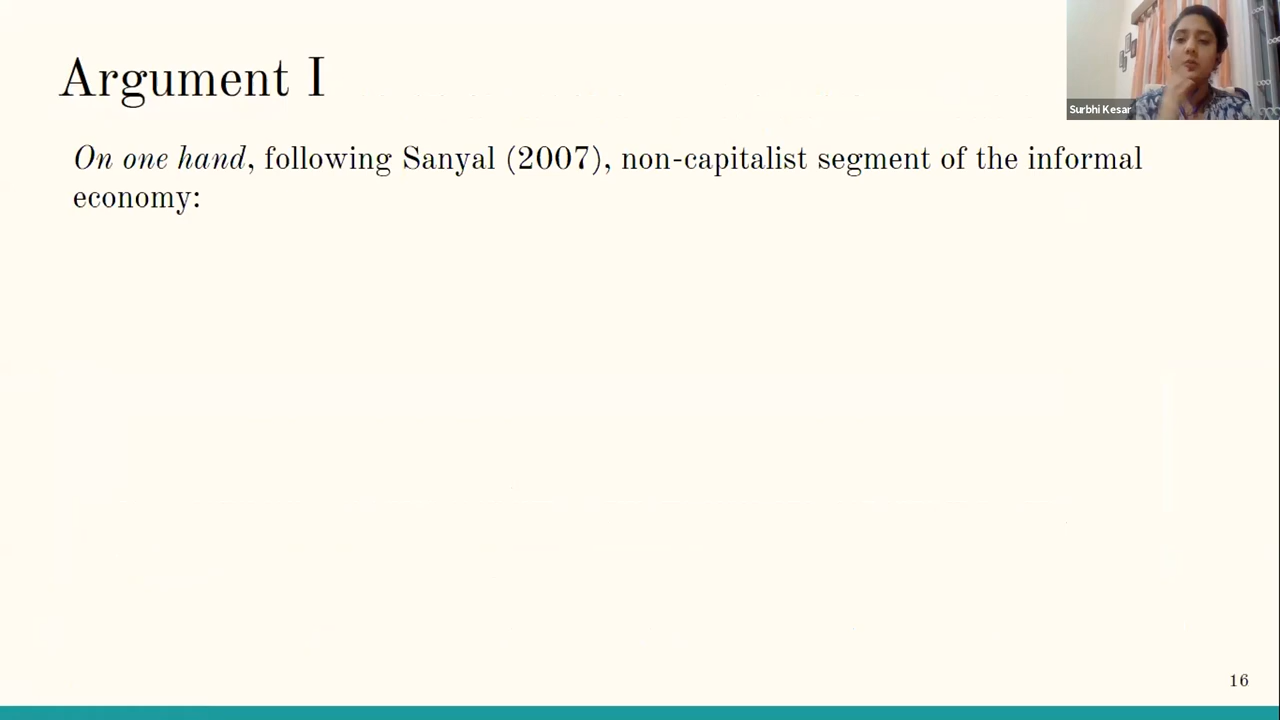 Argument I
Surbhi Kesar
On one hand, following Sanyal (2007), non-capitalist segment of the informal
economy:
16